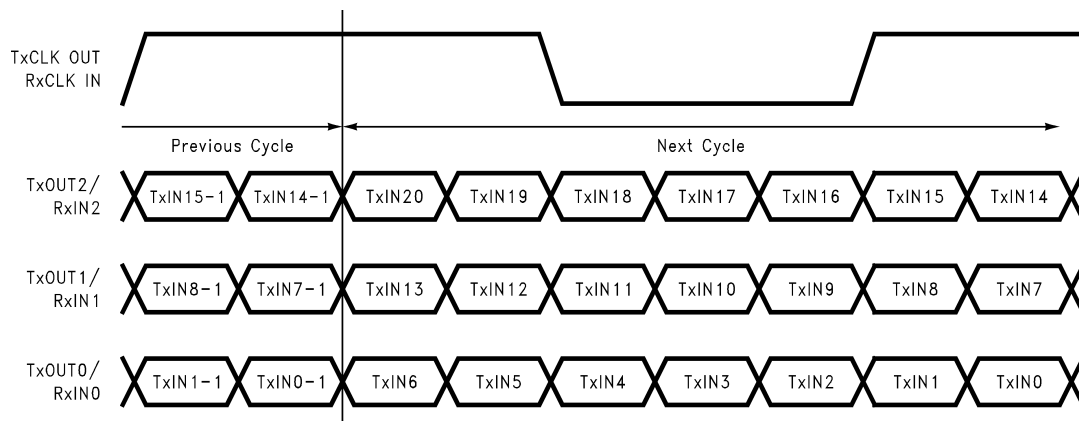 TxCLK OUT
RxCLK IN
Previous Cycle
Next Cycle
TxOUT2/
RxIN2
TxIN15-1 TxIN14-1 TxIN20 TxIN19 TxIN18 TxIN17 TxIN16 TxIN15 TxIN14
TxOUT1/
RxIN1
TxIN8-1 TxIN7-1 TxIN13 TxIN12 TxIN11 TxIN10 TxIN9 TxIN8 TxIN7
TxOUT0/
RxIN0
TxIN1-1 TxIN0-1 TxIN6 TxIN5 TxIN4 TxIN3 TxIN2 TxIN1 TxIN0